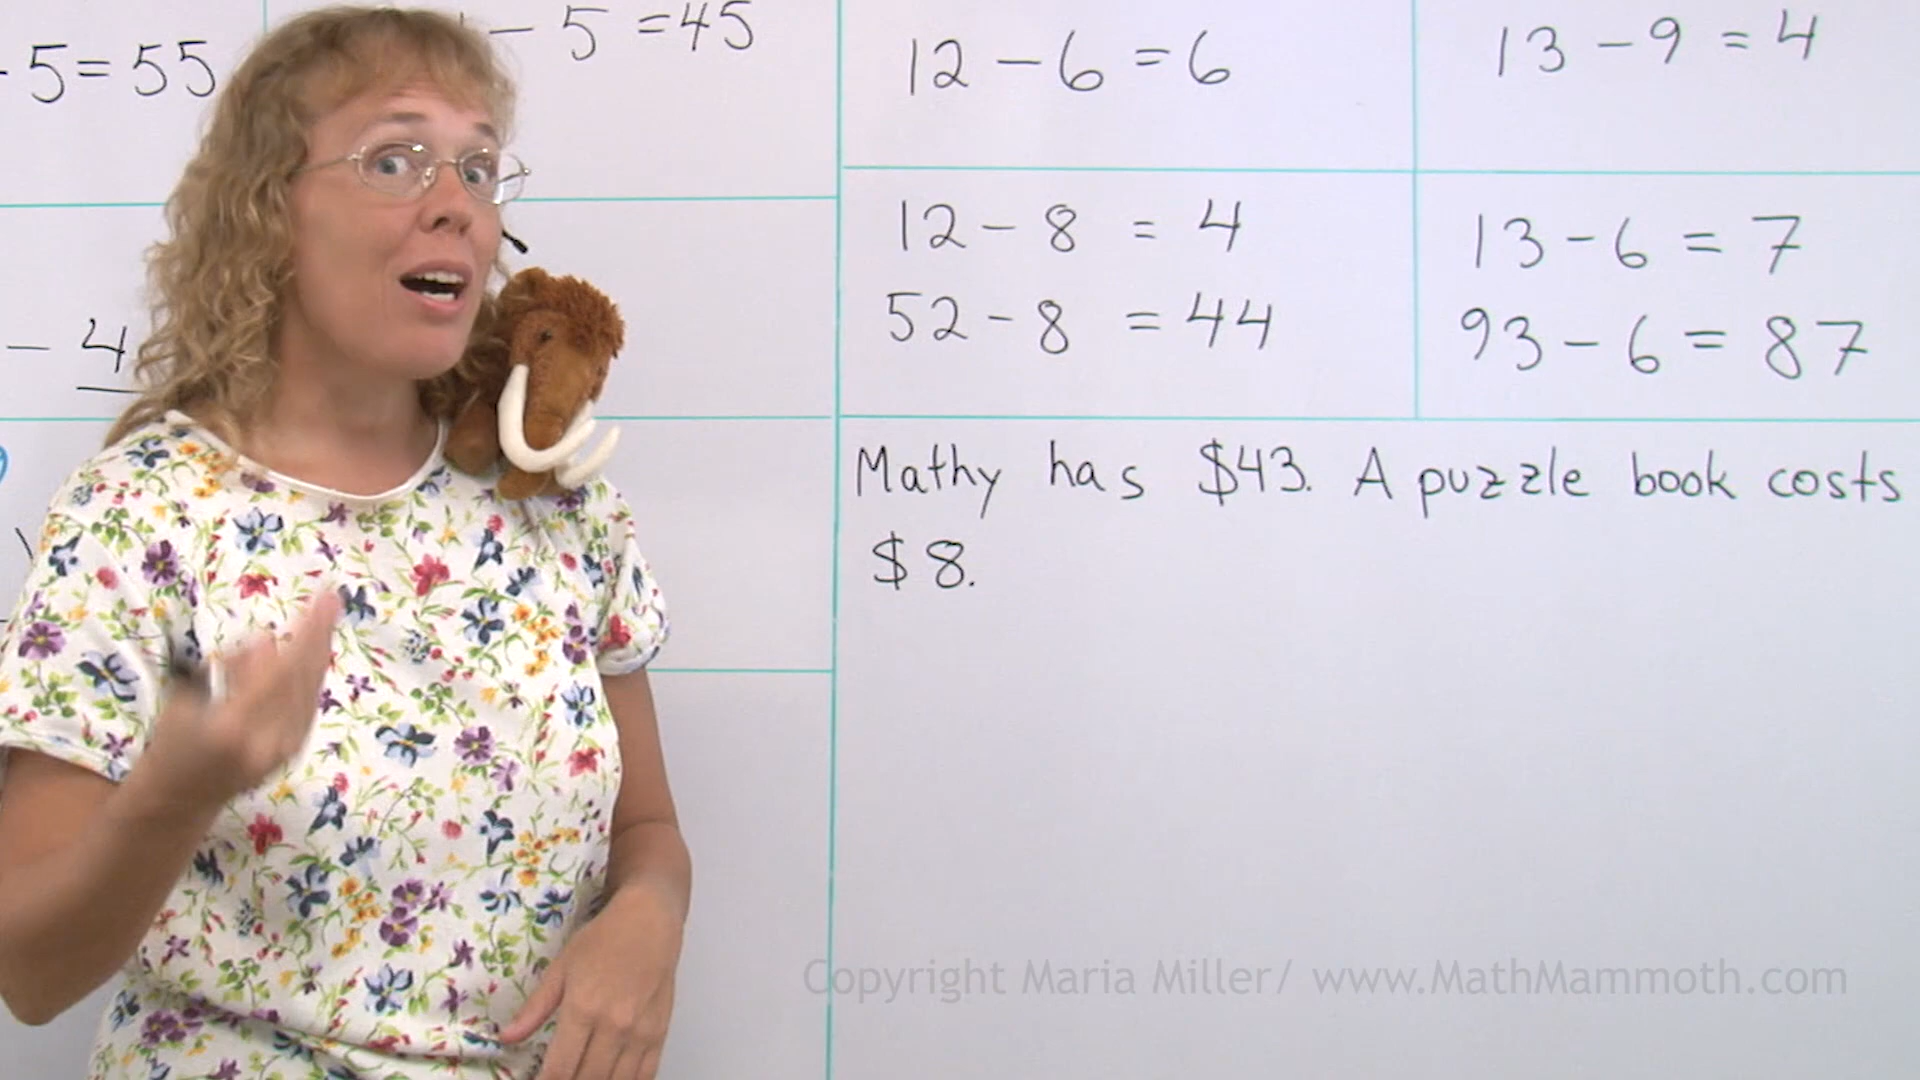 - 5 = 55
- 5 = 45
12 - 6 = 6
13 - 9 = 4
12 - 8 = 4
52 - 8 = 44
13 - 6 = 7
93 - 6 = 87
- 4
Mathy has $43. A puzzle book costs
$8.
Copyright Maria Miller/ www.MathMammoth.com